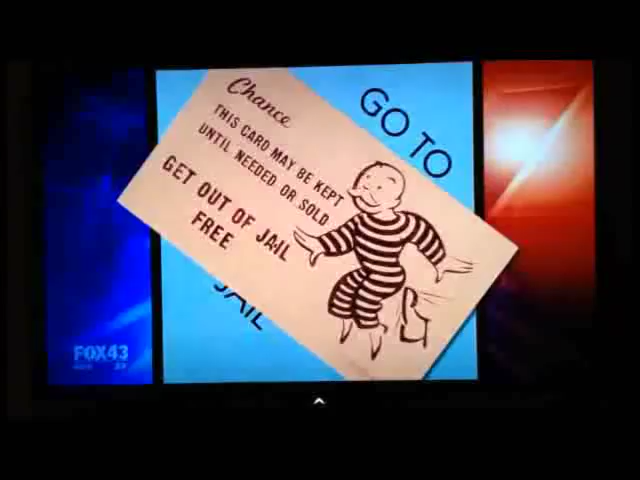 Chance
THIS CARD MAY BE KEPT
UNTIL NEEDED OR SOLD
GET OUT OF JAIL
FREE
GO TO
JAIL
FOX43